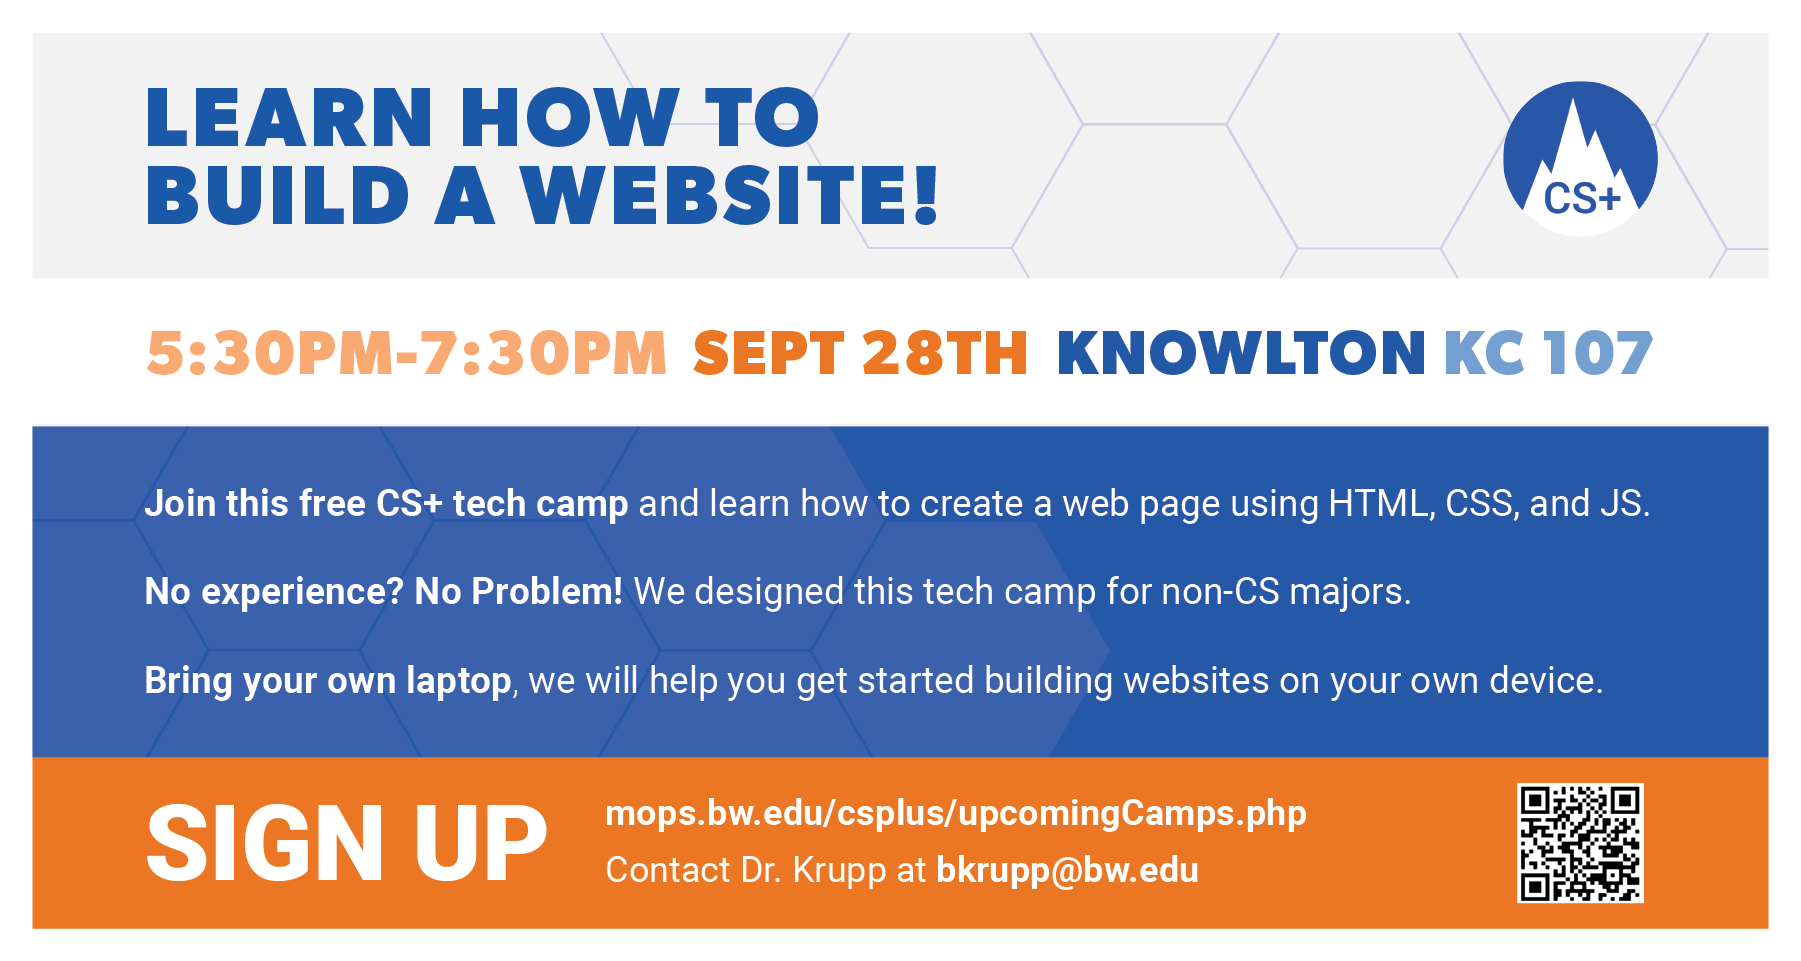 LEARN HOW TO
BUILD A WEBSITE!
CS+
5:30PM-7:30PM SEPT 28TH KNOWLTON KC 107
Join this free CS+ tech camp and learn how to create a web page using HTML, CSS, and JS.
No experience? No Problem! We designed this tech camp for non-CS majors.
Bring your own laptop, we will help you get started building websites on your own device.
SIGN UP
mops.bw.edu/csplus/upcomingCamps.php
Contact Dr. Krupp at bkrupp@bw.edu